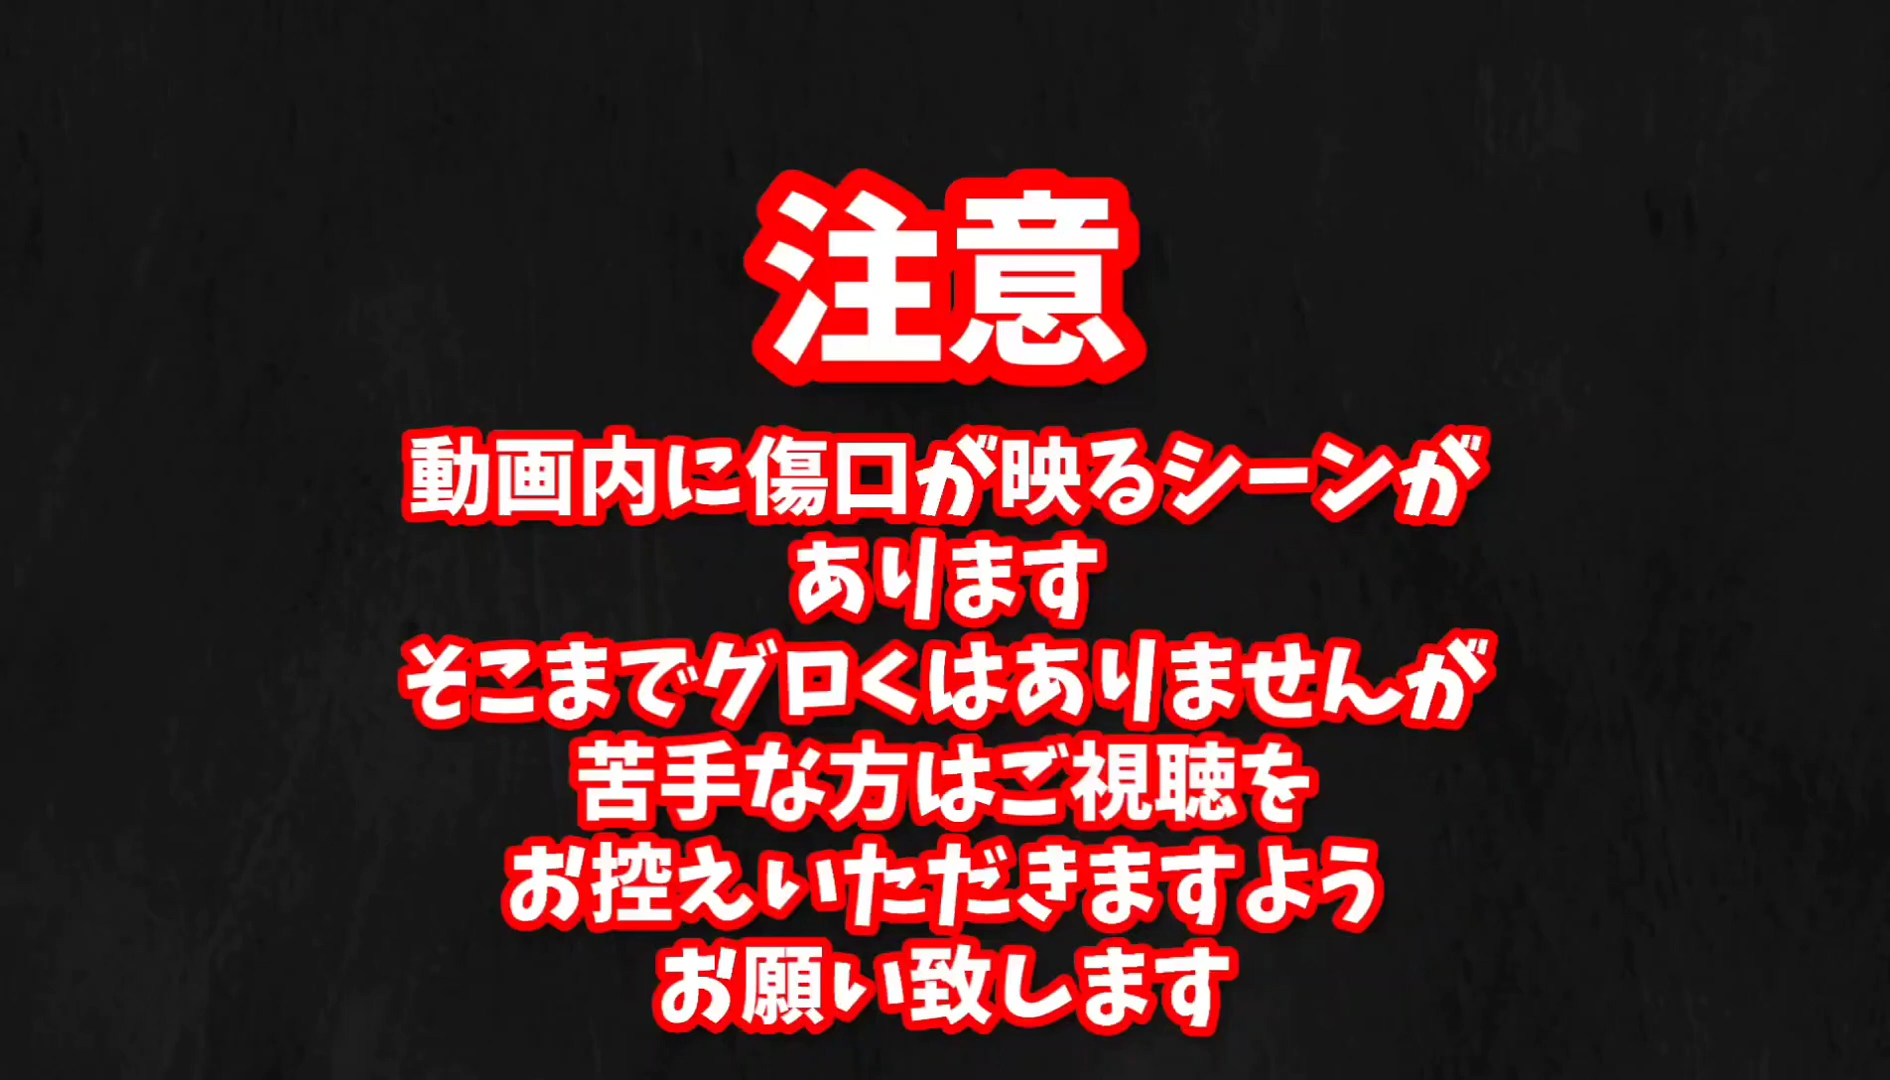 注意
動画内に傷口が映るシーンが
あります
そこまでグロくはありませんが
苦手な方はご視聴を
お控えいただきますよう
お願い致します